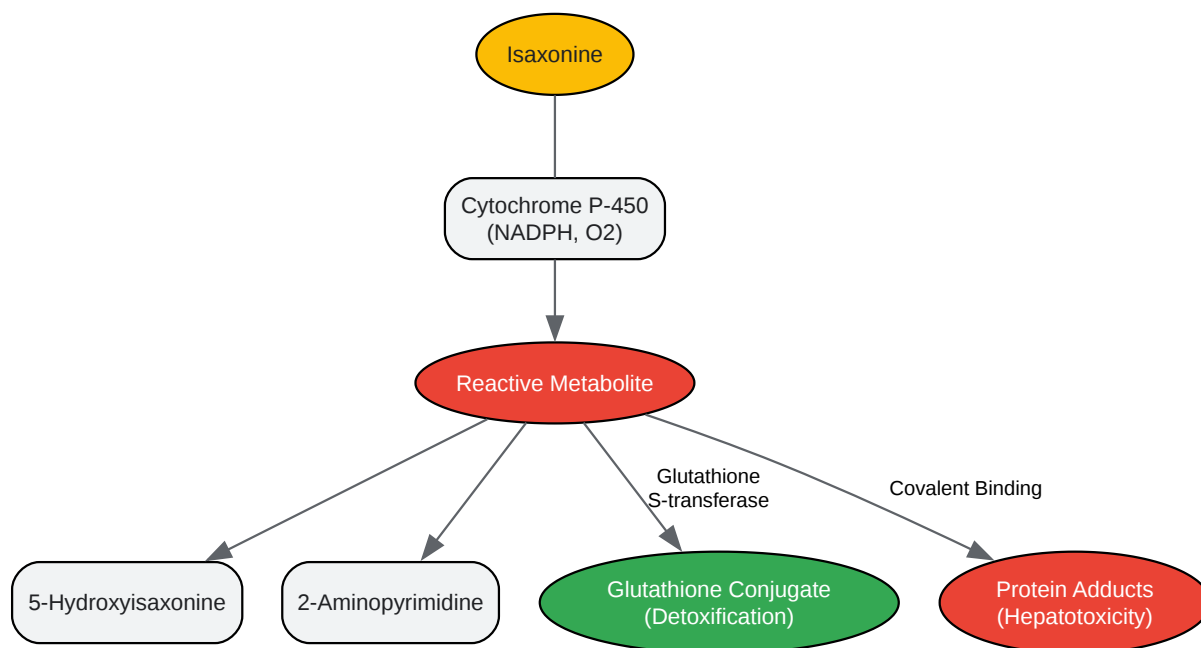 Isaxonine
Cytochrome P-450
(NADPH, O2)
Reactive Metabolite
Glutathione
S-transferase
Covalent Binding
5-Hydroxyisaxonine
2-Aminopyrimidine
Glutathione Conjugate
(Detoxification)
Protein Adducts
(Hepatotoxicity)